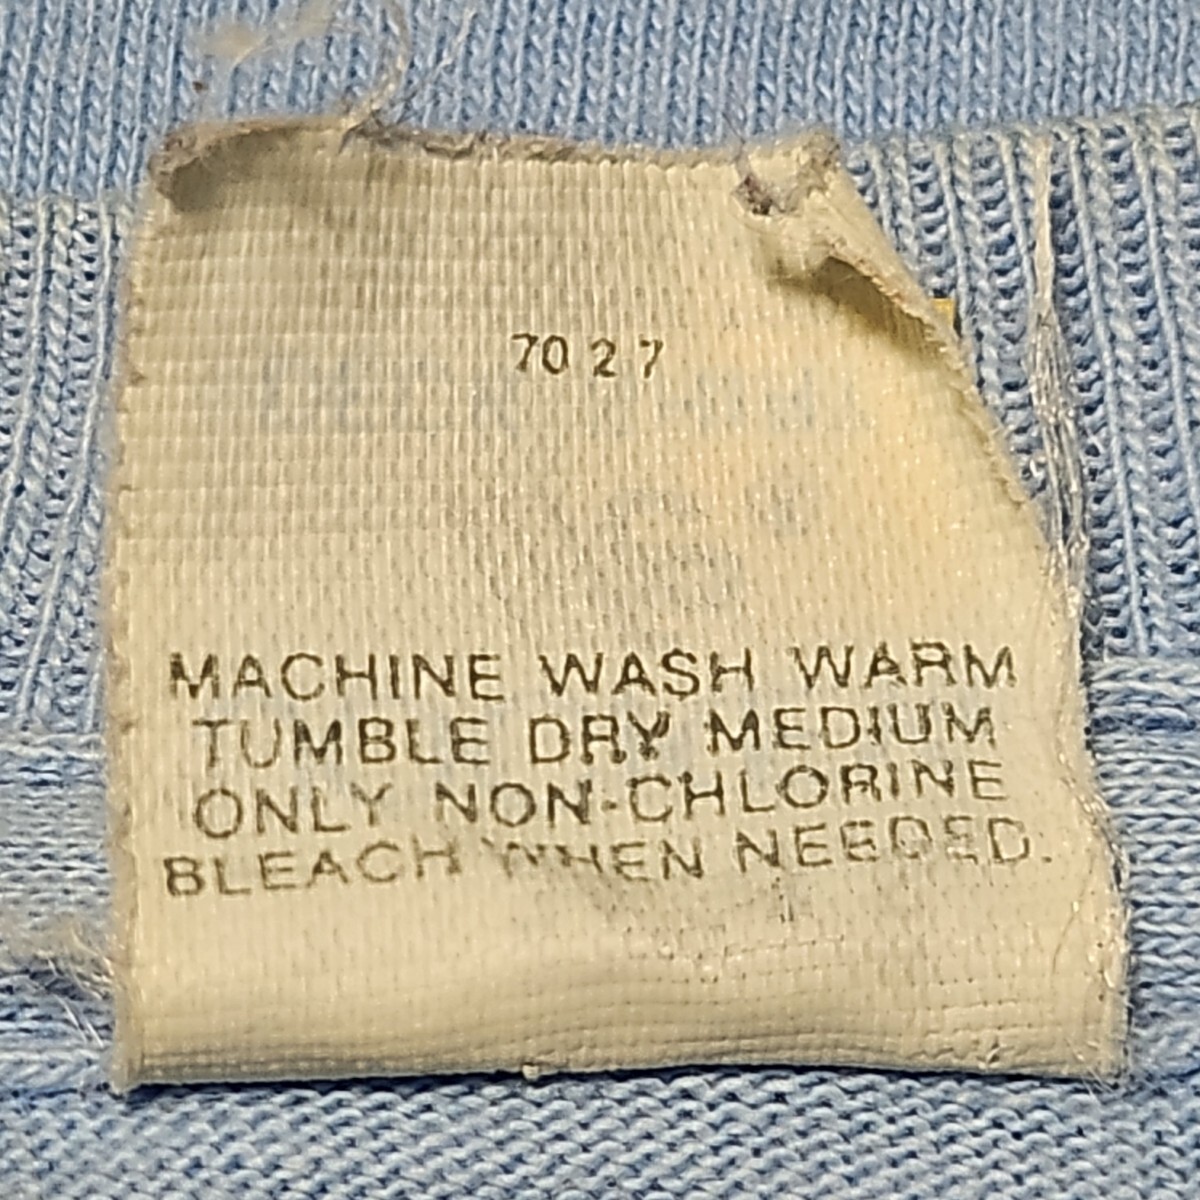 7027
MACHINE WASH WARM
TUMBLE DRY MEDIUM
ONLY NON-CHLORINE
BLEACH WHEN NEEDED.